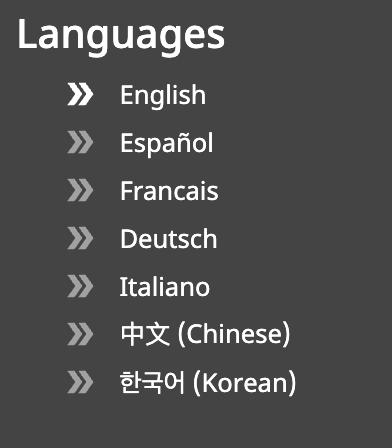 Languages
English
Español
Francais
Deutsch
Italiano
中文 (Chinese)
한국어 (Korean)